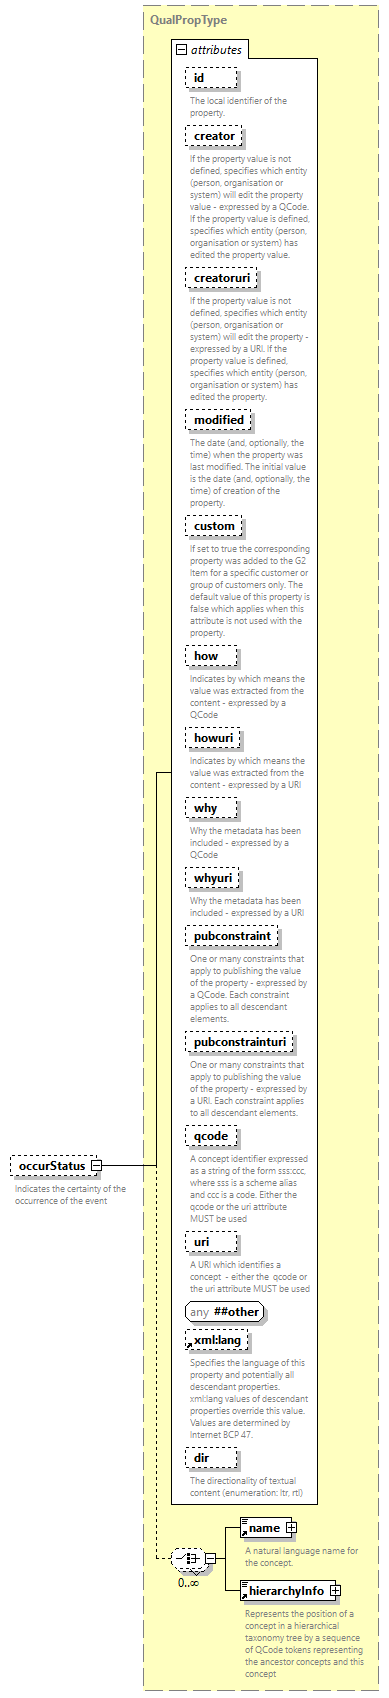 QualPropType
attributes
id
The local identifier of the
property.
creator
If the property value is not
defined, specifies which entity
(person, organisation or
system) will edit the property
value - expressed by a QCode.
If the property value is defined,
specifies which entity (person,
organisation or system) has
edited the property value.
creatoruri
If the property value is not
defined, specifies which entity
(person, organisation or
system) will edit the property -
expressed by a URI. If the
property value is defined,
specifies which entity (person,
organisation or system) has
edited the property.
modified
The date (and, optionally, the
time) when the property was
last modified. The initial value
is the date (and, optionally, the
time) of creation of the
property.
custom
If set to true the corresponding
property was added to the G2
Item for a specific customer or
group of customers only. The
default value of this property is
false which applies when this
attribute is not used with the
property.
how
Indicates by which means the
value was extracted from the
content - expressed by a
QCode
howuri
Indicates by which means the
value was extracted from the
content - expressed by a URI
why
Why the metadata has been
included - expressed by a
QCode
whyuri
Why the metadata has been
included - expressed by a URI
pubconstraint
One or many constraints that
apply to publishing the value
of the property - expressed by
a QCode. Each constraint
applies to all descendant
elements.
pubconstrainturi
One or many constraints that
apply to publishing the value
of the property - expressed by
a URI. Each constraint applies
to all descendant elements.
qcode
A concept identifier expressed
as a string of the form sss:ccc,
where sss is a scheme alias
and ccc is a code. Either the
qcode or the uri attribute
MUST be used
occurStatus
Indicates the certainty of the
occurrence of the event
uri
A URI which identifies a
concept - either the qcode or
the uri attribute MUST be used
any ##other
xml:lang
Specifies the language of this
property and potentially all
descendant properties.
xml:lang values of descendant
properties override this value.
Values are determined by
Internet BCP 47.
dir
The directionality of textual
content (enumeration: ltr, rtl)
0..∞
name
A natural language name for
the concept.
hierarchyInfo
Represents the position of a
concept in a hierarchical
taxonomy tree by a sequence
of QCode tokens representing
the ancestor concepts and this
concept